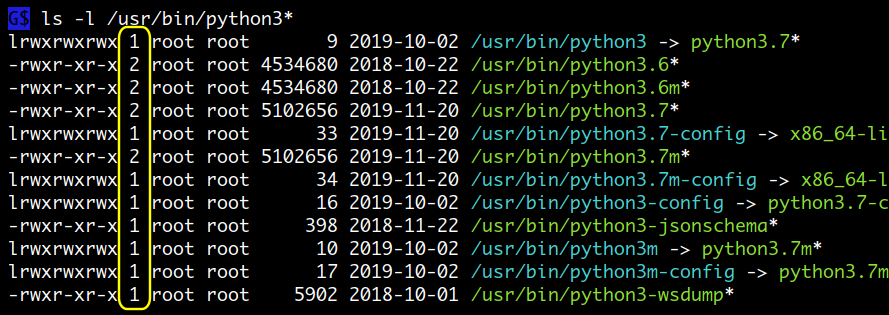 G$ ls -l /usr/bin/python3*
lrwxrwxrwx 1 root root 9 2019-10-02 /usr/bin/python3 -> python3.7*
-rwxr-xr-x 2 root root 4534680 2018-10-22 /usr/bin/python3.6*
-rwxr-xr-x 2 root root 4534680 2018-10-22 /usr/bin/python3.6m*
-rwxr-xr-x 2 root root 5102656 2019-11-20 /usr/bin/python3.7*
lrwxrwxrwx 1 root root 33 2019-11-20 /usr/bin/python3.7-config -> x86_64-li
-rwxr-xr-x 2 root root 5102656 2019-11-20 /usr/bin/python3.7m*
lrwxrwxrwx 1 root root 34 2019-11-20 /usr/bin/python3.7m-config -> x86_64-l
lrwxrwxrwx 1 root root 16 2019-10-02 /usr/bin/python3-config -> python3.7-c
-rwxr-xr-x 1 root root 398 2018-11-22 /usr/bin/python3-jsonschema*
lrwxrwxrwx 1 root root 10 2019-10-02 /usr/bin/python3m -> python3.7m*
lrwxrwxrwx 1 root root 17 2019-10-02 /usr/bin/python3m-config -> python3.7m
-rwxr-xr-x 1 root root 5902 2018-10-01 /usr/bin/python3-wsdump*